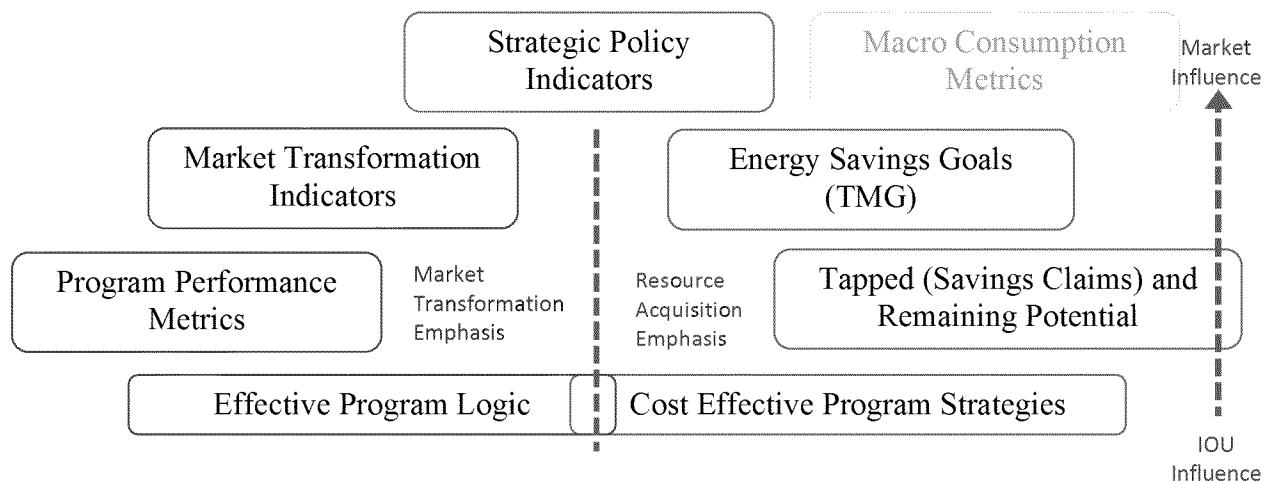 Strategic Policy
Indicators
Macro Consumption
Metrics
Market
Influence
Market Transformation
Indicators
Energy Savings Goals
(TMG)
Program Performance
Metrics
Market
Transformation
Emphasis
Resource
Acquisition
Emphasis
Tapped (Savings Claims) and
Remaining Potential
Effective Program Logic
Cost Effective Program Strategies
IOU
Influence